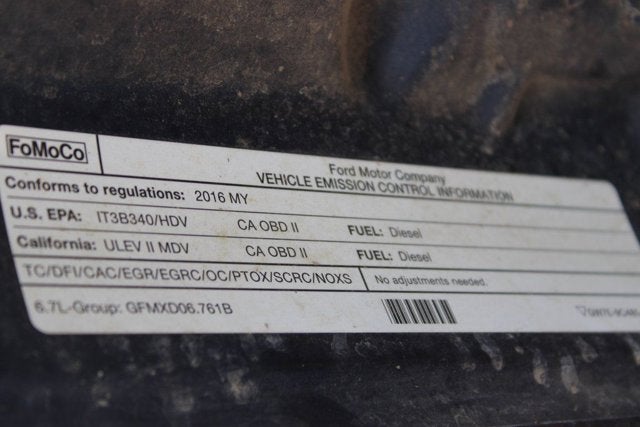 FoMoCo
Ford Motor Company
VEHICLE EMISSION CONTROL INFORMATION
Conforms to regulations: 2016 MY
U.S. EPA: IT3B340/HDV CA OBD II FUEL: Diesel
California: ULEV II MDV CA OBD II FUEL: Diesel
TC/DFI/CAC/EGR/EGRC/OC/PTOX/SCRC/NOXS No adjustments needed.
6.7L-Group: GFMXD06.761B